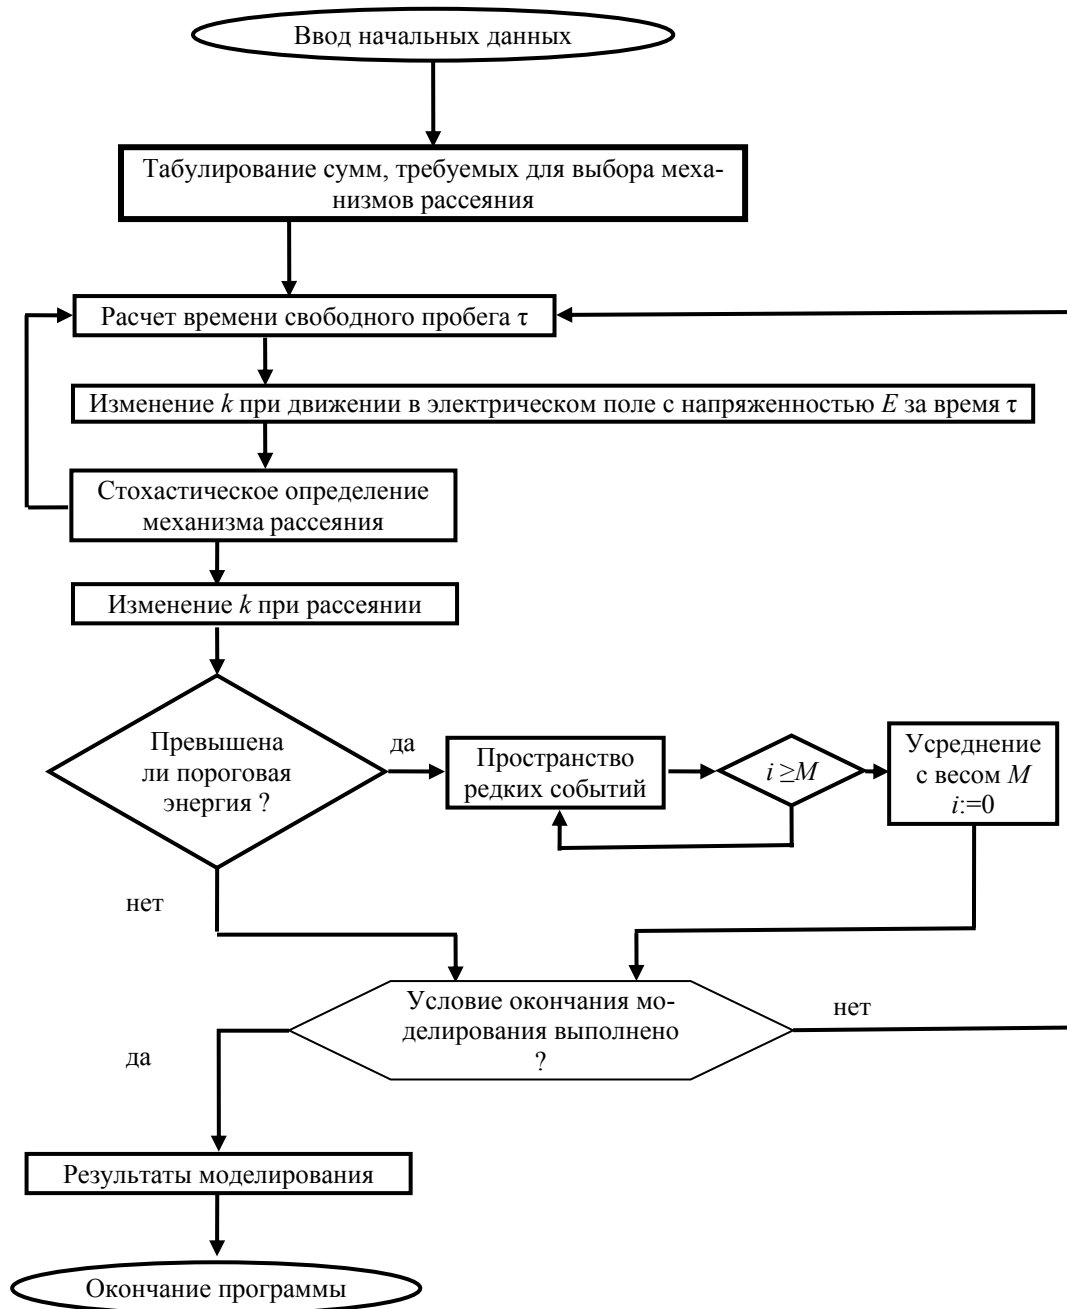 Ввод начальных данных
Табулирование сумм, требуемых для выбора меха-
низмов рассеяния
Расчет времени свободного пробега τ
Изменение k при движении в электрическом поле с напряженностью E за время τ
Стохастическое определение
механизма рассеяния
Изменение k при рассеянии
Превышена
ли пороговая
энергия ?
да
Пространство
редких событий
i ≥M
Усреднение
с весом M
i:=0
нет
Условие окончания мо-
делирования выполнено
?
нет
да
Результаты моделирования
Окончание программы